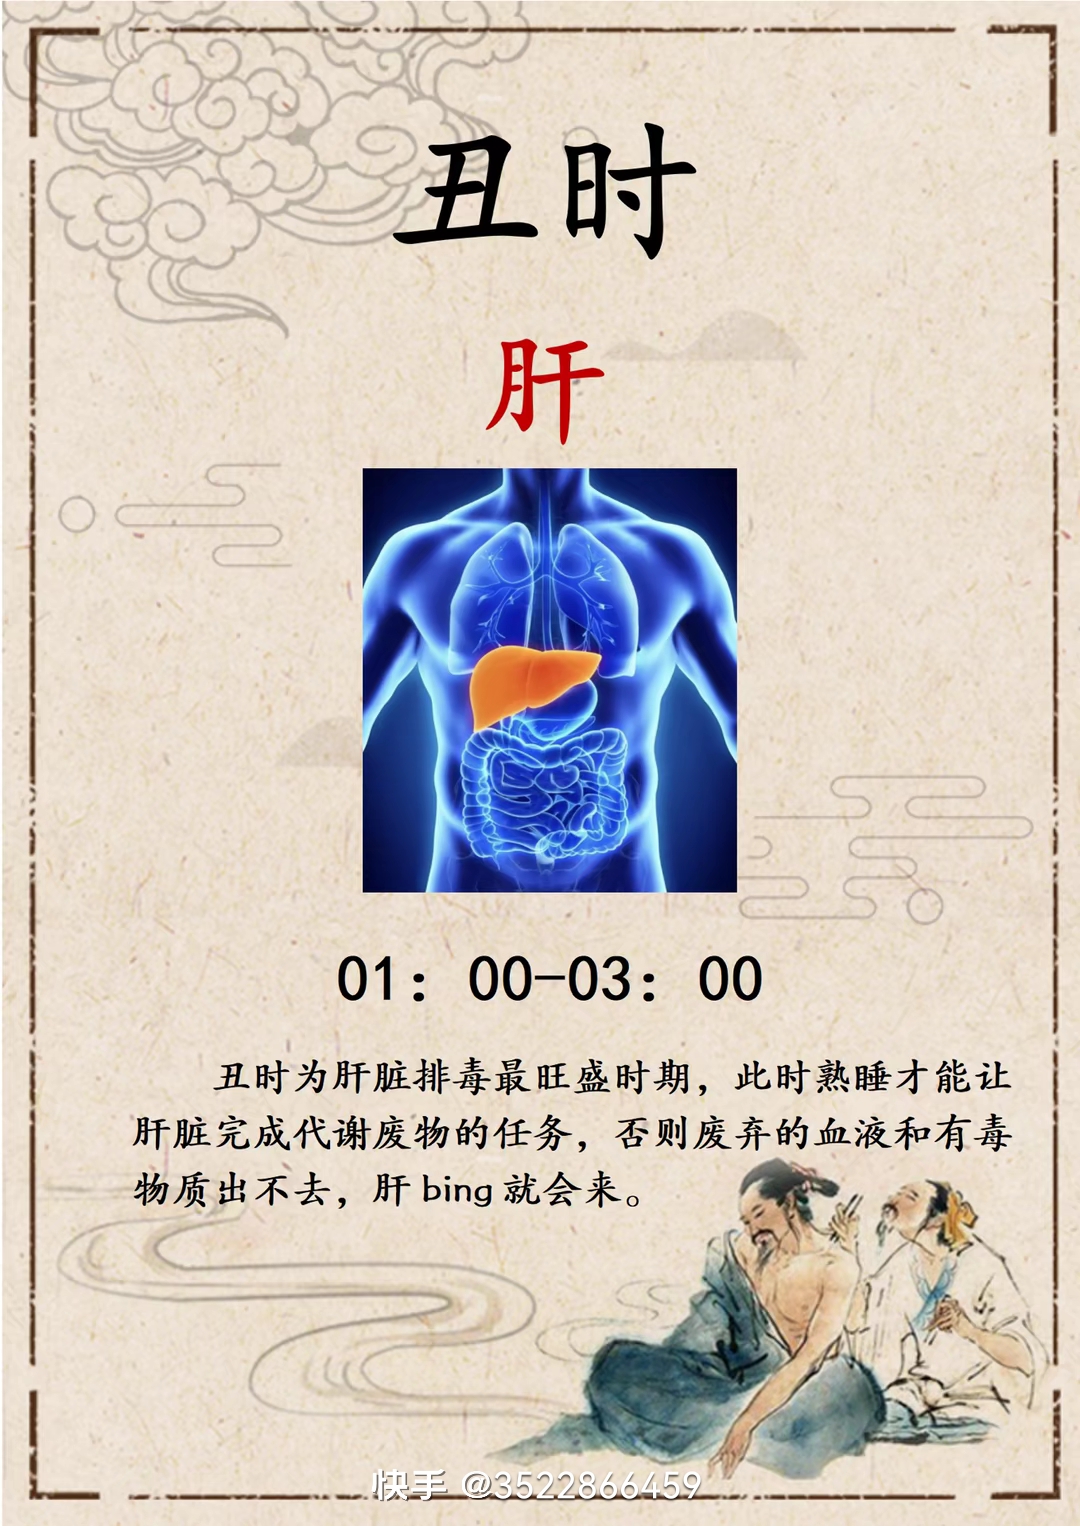 丑时
肝
01：00-03：00
丑时为肝脏排毒最旺盛时期，此时熟睡才能让
肝脏完成代谢废物的任务，否则废弃的血液和有毒
物质出不去，肝 bing 就会来。
快手 @3522866459